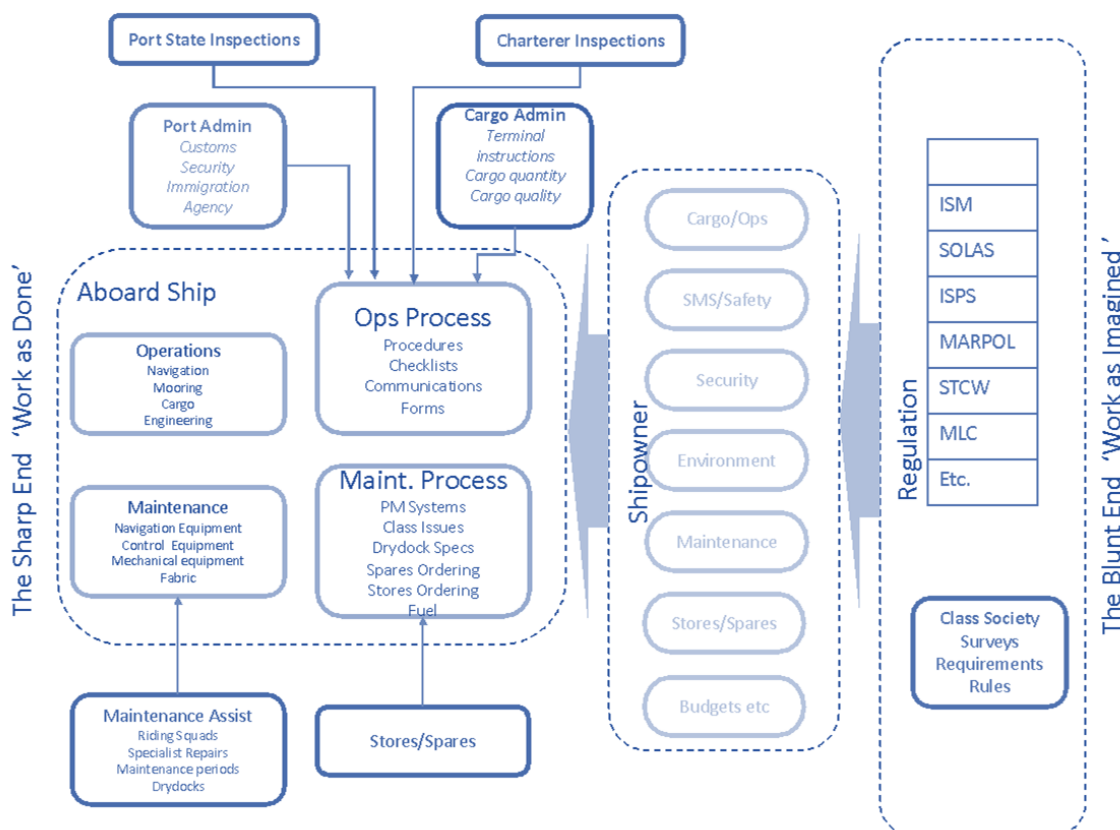 Port State Inspections
Charterer Inspections
Port Admin
Customs
Security
Immigration
Agency
Cargo Admin
Terminal
instructions
Cargo quantity
Cargo quality
The Sharp End  ‘Work as Done’
Aboard Ship
Operations
Navigation
Mooring
Cargo
Engineering
Ops Process
Procedures
Checklists
Communications
Forms
Maintenance
Navigation Equipment
Control  Equipment
Mechanical equipment
Fabric
Maint. Process
PM Systems
Class Issues
Drydock Specs
Spares Ordering
Stores Ordering
Fuel
Maintenance Assist
Riding Squads
Specialist Repairs
Maintenance periods
Drydocks
Stores/Spares
Shipowner
Cargo/Ops
SMS/Safety
Security
Environment
Maintenance
Stores/Spares
Budgets etc
Regulation
ISM
SOLAS
ISPS
MARPOL
STCW
MLC
Etc.
Class Society
Surveys
Requirements
Rules
The Blunt End  ‘Work as Imagined ’